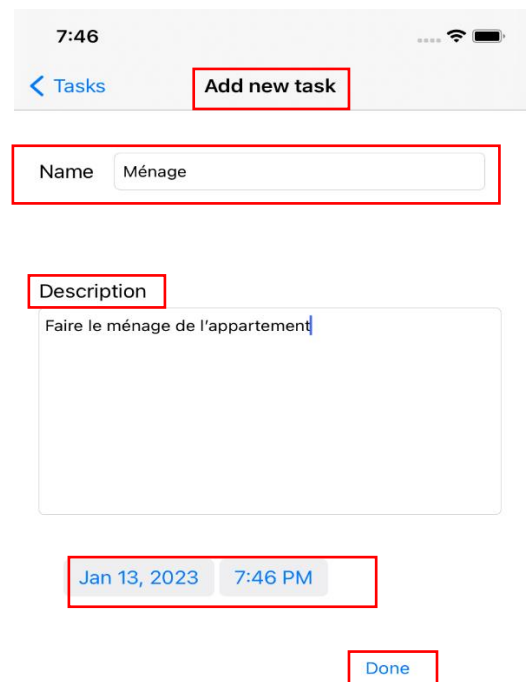 7:46
Tasks Add new task
Name Ménage
Description
Faire le ménage de l'appartement
Jan 13, 2023 7:46 PM
Done